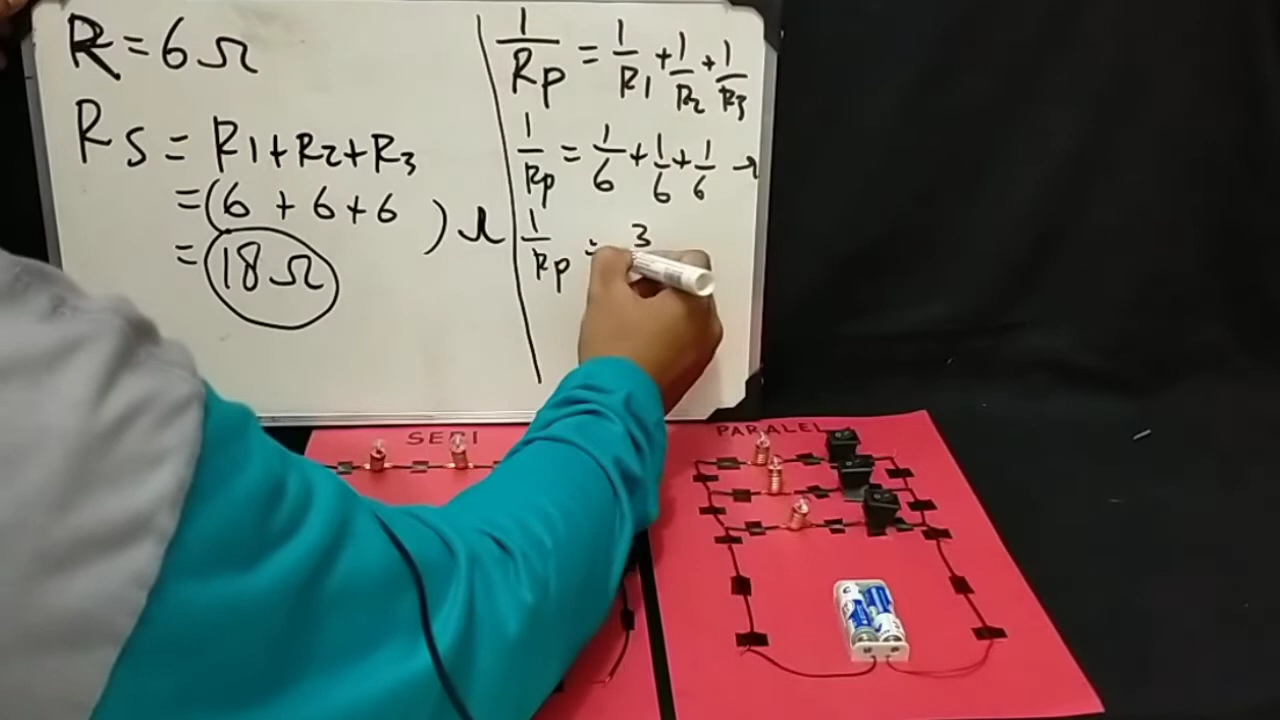 R = 6 Ω
Rs = R1 + R2 + R3
= (6 + 6 + 6) Ω
= 18 Ω
1/Rp = 1/R1 + 1/R2 + 1/R3
1/Rp = 1/6 + 1/6 + 1/6 Ω
1/Rp = 3
SERI
PARALEL